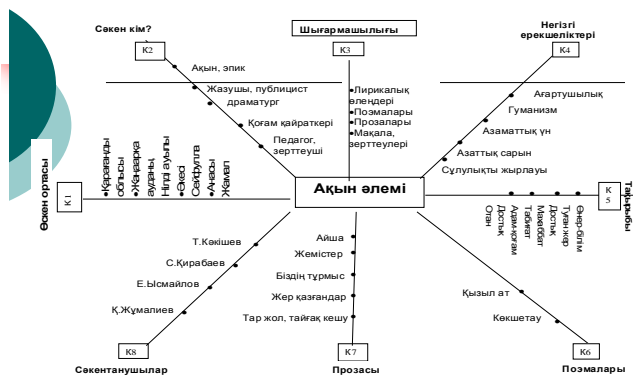 Сәкен кім?
К2
Ақын, эпик
Жазушы, публицист
драматург
Қоғам қайраткері
Педагог,
зерттеуші
Шығармашылығы
К3
•Лирикалық
өлеңдері
•Поэмалары
•Прозалары
•Мақала,
зерттеулері
Негізгі
ерекшеліктері
К4
Ағартушылық
Гуманизм
Азаматтық үн
Азаттық сарын
Сұлулықты жырлауы
Өскен ортасы
К1
•Қарағанды
облысы
•Жаңаарқа
ауданы,
Нілді ауылы
•Әкесі
Сейфулла
•Анасы
Жамал
Ақын әлемі
К
5
Тақырыбы
Өнер-білім
Туған жер
Достық
Махаббат
Табиғат
Адам-қоғам
Достық
Отан
Т.Көкішев
С.Қирабаев
Е.Ысмайлов
Қ.Жұмалиев
К8
Сәкентанушылар
Айша
Жемістер
Біздің тұрмыс
Жер қазғандар
Тар жол, тайғақ кешу
К7
Прозасы
Қызыл ат
Көкшетау
К6
Поэмалары